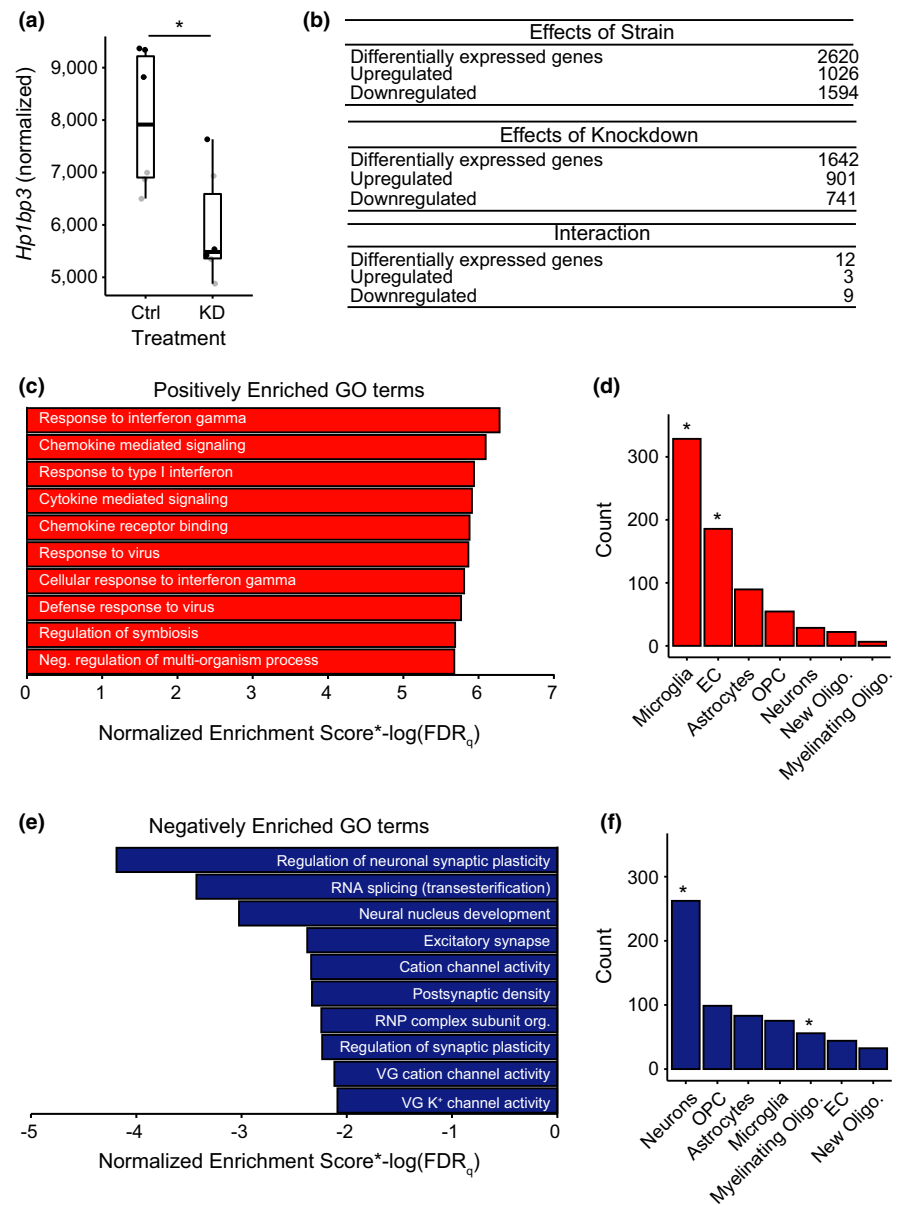 (a)
*
Hp1bp3 (normalized)
9,000
8,000
7,000
6,000
5,000
Ctrl KD
Treatment
(b)
Effects of Strain
Differentially expressed genes 2620
Upregulated 1026
Downregulated 1594
Effects of Knockdown
Differentially expressed genes 1642
Upregulated 901
Downregulated 741
Interaction
Differentially expressed genes 12
Upregulated 3
Downregulated 9
(c)
Positively Enriched GO terms
Response to interferon gamma
Chemokine mediated signaling
Response to type I interferon
Cytokine mediated signaling
Chemokine receptor binding
Response to virus
Cellular response to interferon gamma
Defense response to virus
Regulation of symbiosis
Neg. regulation of multi-organism process
0 1 2 3 4 5 6 7
Normalized Enrichment Score*-log(FDRq)
(d)
Count
300
200
100
0
*
*
Microglia
EC
Astrocytes
OPC
Neurons
New Oligo.
Myelinating Oligo.
(e)
Negatively Enriched GO terms
Regulation of neuronal synaptic plasticity
RNA splicing (transesterification)
Neural nucleus development
Excitatory synapse
Cation channel activity
Postsynaptic density
RNP complex subunit org.
Regulation of synaptic plasticity
VG cation channel activity
VG K⁺ channel activity
-5 -4 -3 -2 -1 0
Normalized Enrichment Score*-log(FDRq)
(f)
Count
300
200
100
0
*
*
Neurons
OPC
Astrocytes
Microglia
Myelinating Oligo.
EC
New Oligo.